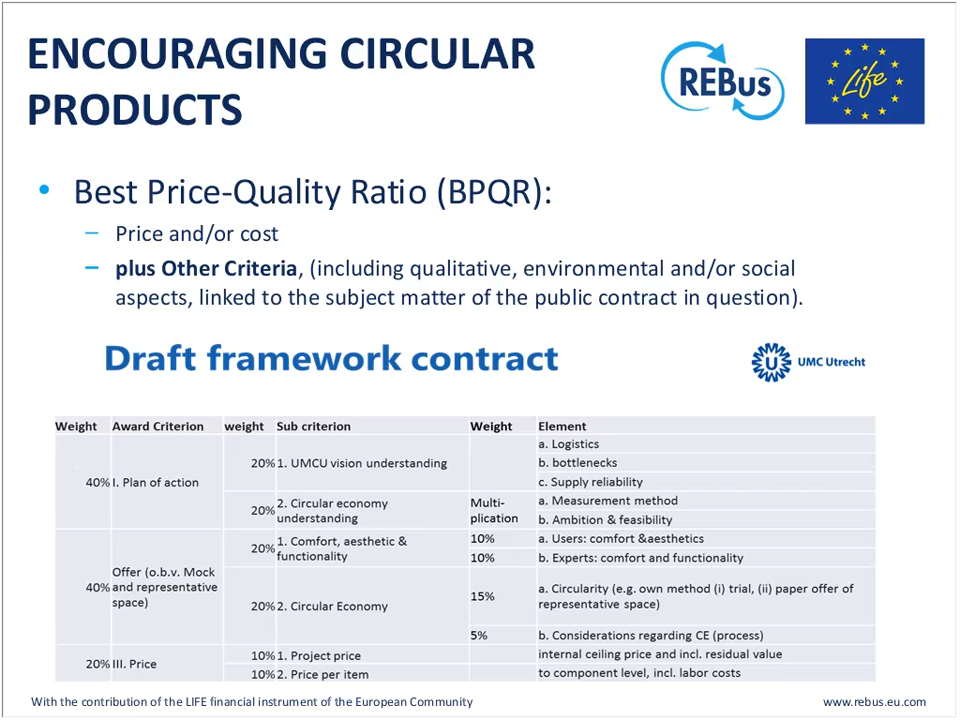 ENCOURAGING CIRCULAR
PRODUCTS
REBus
Life
• Best Price-Quality Ratio (BPQR):
– Price and/or cost
– plus Other Criteria, (including qualitative, environmental and/or social
aspects, linked to the subject matter of the public contract in question).
Draft framework contract
U UMC Utrecht
Weight Award Criterion weight Sub criterion Weight Element
40% I. Plan of action
20% 1. UMCU vision understanding
a. Logistics
b. bottlenecks
c. Supply reliability
20% 2. Circular economy
understanding
Multi-
plication
a. Measurement method
b. Ambition & feasibility
40% Offer (o.b.v. Mock
and representative
space)
20% 1. Comfort, aesthetic &
functionality
10% a. Users: comfort &aesthetics
10% b. Experts: comfort and functionality
20% 2. Circular Economy
15% a. Circularity (e.g. own method (i) trial, (ii) paper offer of
representative space)
5% b. Considerations regarding CE (process)
20% III. Price
10% 1. Project price internal ceiling price and incl. residual value
10% 2. Price per item to component level, incl. labor costs
With the contribution of the LIFE financial instrument of the European Community
www.rebus.eu.com